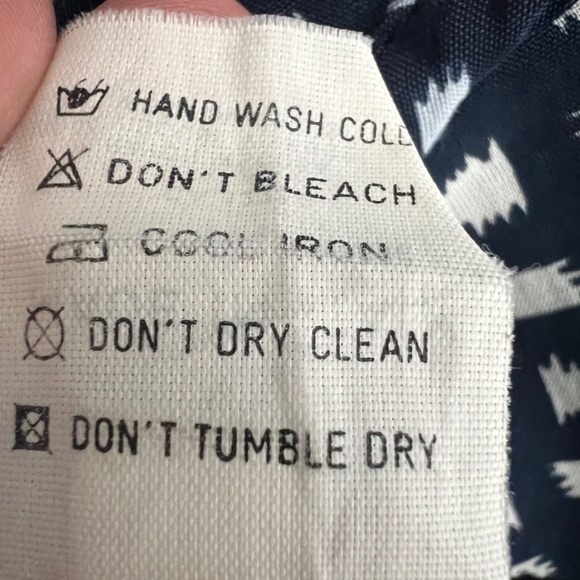 HAND WASH COLD
DON'T BLEACH
COOL IRON
DON'T DRY CLEAN
DON'T TUMBLE DRY